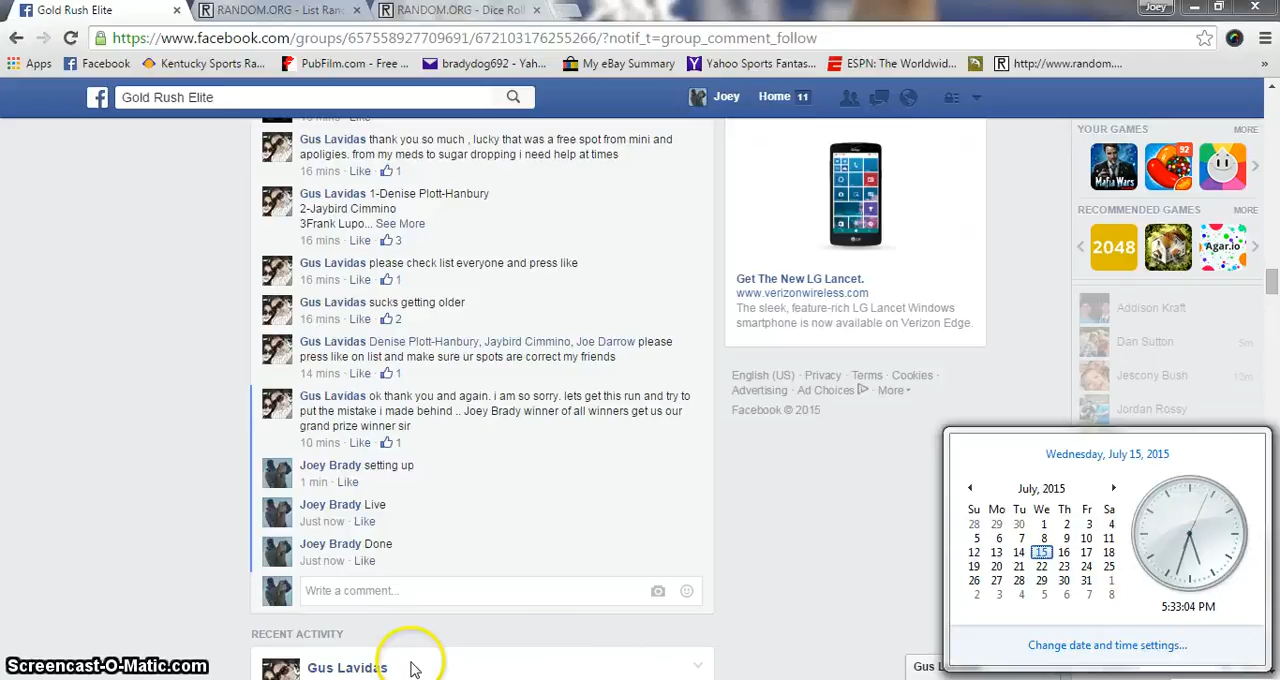 Gold Rush Elite
RANDOM.ORG - List Ran
RANDOM.ORG - Dice Roll
Joey
https://www.facebook.com/groups/657558927709691/672103176255266/?notif_t=group_comment_follow
Apps
Facebook
Kentucky Sports Ra...
PubFilm.com - Free ...
bradydog692 - Yah...
My eBay Summary
Yahoo Sports Fantas...
ESPN: The Worldwid...
http://www.random....
»
Gold Rush Elite
Joey
Home 11
Like
Gus Lavidas thank you so much , lucky that was a free spot from mini and
apoligies. from my meds to sugar dropping i need help at times
16 mins · Like · 1
Gus Lavidas 1-Denise Plott-Hanbury
2-Jaybird Cimmino
3Frank Lupo... See More
16 mins · Like · 3
Gus Lavidas please check list everyone and press like
16 mins · Like · 1
Gus Lavidas sucks getting older
16 mins · Like · 2
Gus Lavidas Denise Plott-Hanbury, Jaybird Cimmino, Joe Darrow please
press like on list and make sure ur spots are correct my friends
14 mins · Like · 1
Gus Lavidas ok thank you and again. i am so sorry. lets get this run and try to
put the mistake i made behind .. Joey Brady winner of all winners get us our
grand prize winner sir
10 mins · Like · 1
Joey Brady setting up
1 min · Like
Joey Brady Live
Just now · Like
Joey Brady Done
Just now · Like
Write a comment...
RECENT ACTIVITY
Gus Lavidas
Get The New LG Lancet.
www.verizonwireless.com
The sleek, feature-rich LG Lancet Windows
smartphone is now available on Verizon Edge.
English (US) · Privacy · Terms · Cookies ·
Advertising · Ad Choices · More
Facebook © 2015
YOUR GAMES MORE
Mafia Wars
92
RECOMMENDED GAMES MORE
2048
Agar.io
Addison Kraft
Dan Sutton 5m
Jescony Bush 12m
Jordan Rossy
Wednesday, July 15, 2015
July, 2015
Su Mo Tu We Th Fr Sa
28 29 30 1 2 3 4
5 6 7 8 9 10 11
12 13 14 15 16 17 18
19 20 21 22 23 24 25
26 27 28 29 30 31 1
2 3 4 5 6 7 8
5:33:04 PM
Change date and time settings...
Screencast-O-Matic.com